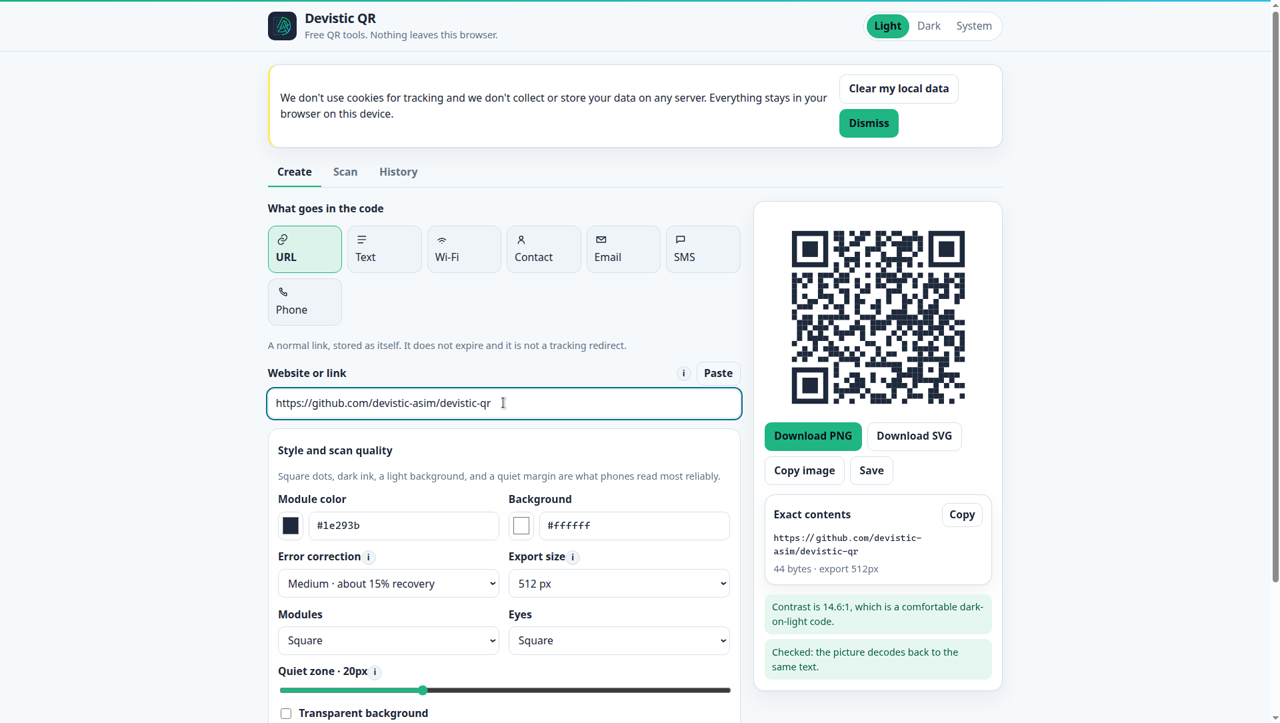 Devistic QR
Free QR tools. Nothing leaves this browser.
Light
Dark
System
We don't use cookies for tracking and we don't collect or store your data on any server. Everything stays in your
browser on this device.
Clear my local data
Dismiss
Create
Scan
History
What goes in the code
URL
Text
Wi-Fi
Contact
Email
SMS
Phone
A normal link, stored as itself. It does not expire and it is not a tracking redirect.
Website or link
i
Paste
https://github.com/devistic-asim/devistic-qr
Style and scan quality
Square dots, dark ink, a light background, and a quiet margin are what phones read most reliably.
Module color
Background
#1e293b
#ffffff
Error correction i
Export size i
Medium · about 15% recovery
512 px
Modules
Eyes
Square
Square
Quiet zone · 20px i
Transparent background
Download PNG
Download SVG
Copy image
Save
Exact contents
Copy
https://github.com/devistic-
asim/devistic-qr
44 bytes · export 512px
Contrast is 14.6:1, which is a comfortable dark-
on-light code.
Checked: the picture decodes back to the
same text.